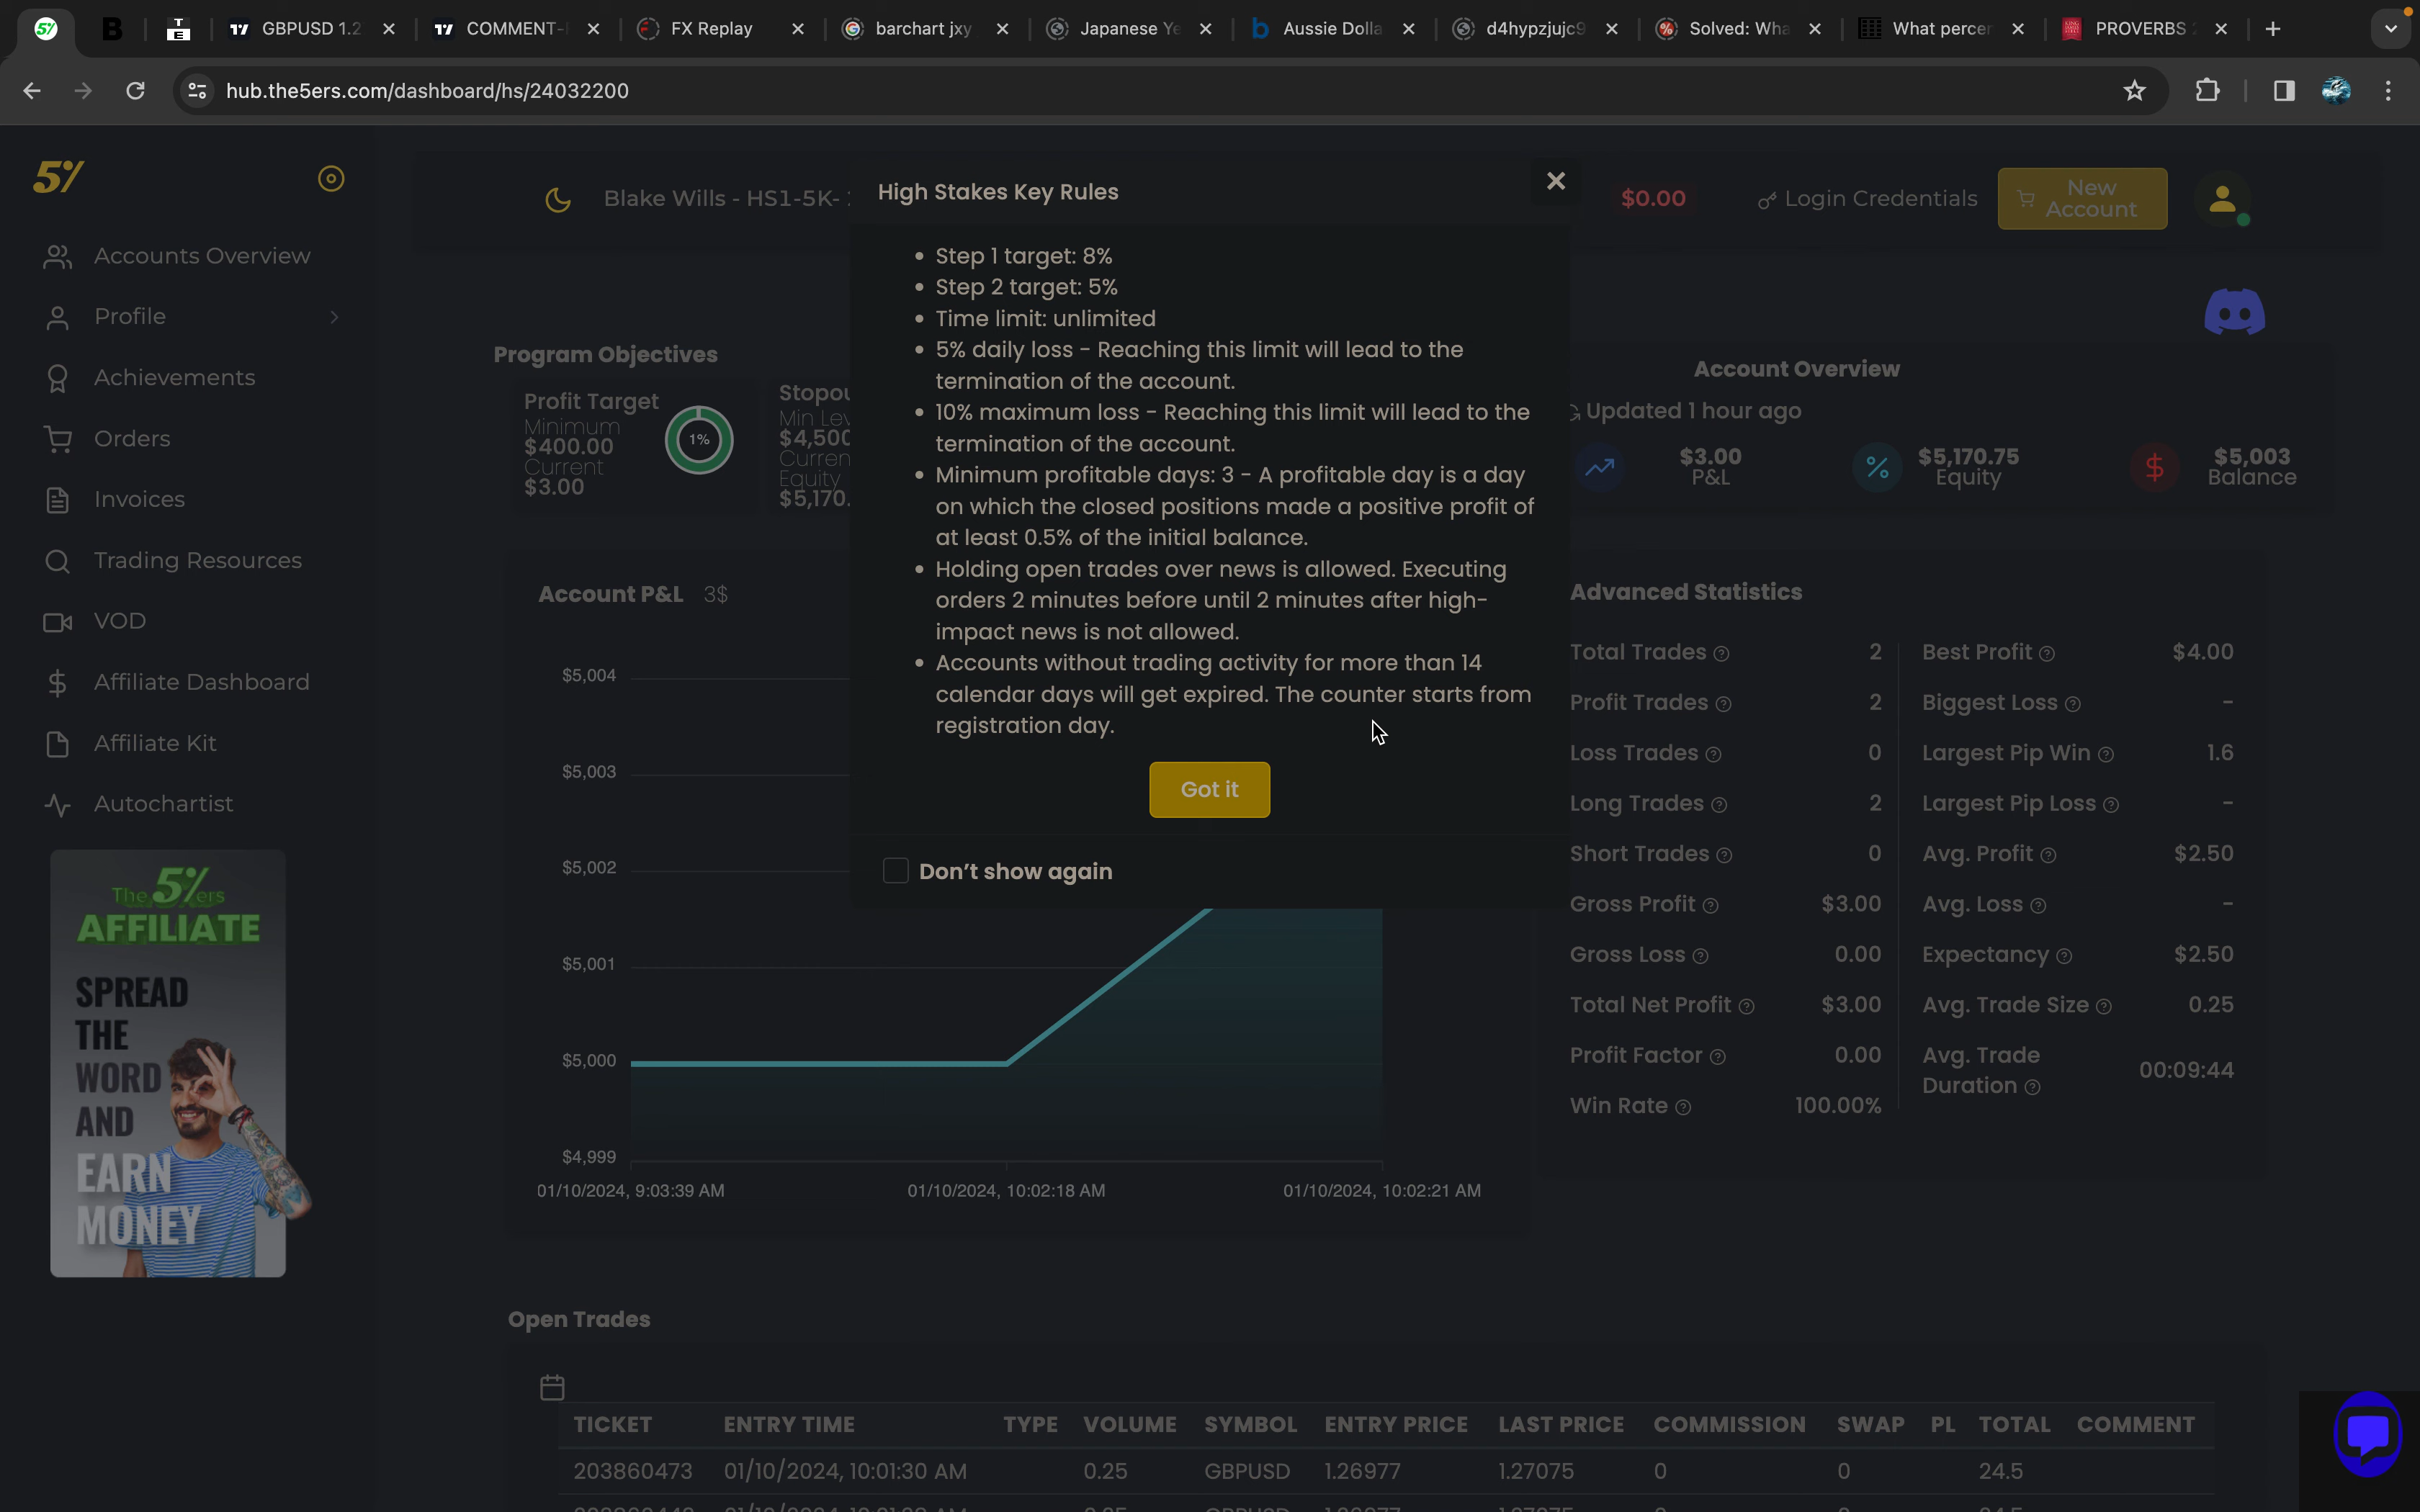 GBPUSD 1.2
COMMENT-
FX Replay
barchart jxy
Japanese Ye
Aussie Dolla
d4hypzjujc9
Solved: Wha
What percen
PROVERBS
hub.the5ers.com/dashboard/hs/24032200
Blake Wills - HS1-5K-
$0.00
Login Credentials
New
Account
Accounts Overview
Profile
Achievements
Orders
Invoices
Trading Resources
VOD
Affiliate Dashboard
Affiliate Kit
Autochartist
The 5%ers
AFFILIATE
SPREAD
THE
WORD
AND
EARN
MONEY
Program Objectives
Profit Target
Minimum
$400.00
Current
$3.00
1%
Stopou
Min Lev
$4,500
Curren
Equity
$5,170.
High Stakes Key Rules
• Step 1 target: 8%
• Step 2 target: 5%
• Time limit: unlimited
• 5% daily loss - Reaching this limit will lead to the
termination of the account.
• 10% maximum loss - Reaching this limit will lead to the
termination of the account.
• Minimum profitable days: 3 - A profitable day is a day
on which the closed positions made a positive profit of
at least 0.5% of the initial balance.
• Holding open trades over news is allowed. Executing
orders 2 minutes before until 2 minutes after high-
impact news is not allowed.
• Accounts without trading activity for more than 14
calendar days will get expired. The counter starts from
registration day.
Got it
Don't show again
Account Overview
Updated 1 hour ago
$3.00
P&L
$5,170.75
Equity
$5,003
Balance
Account P&L 3$
$5,004
$5,003
$5,002
$5,001
$5,000
$4,999
01/10/2024, 9:03:39 AM
01/10/2024, 10:02:18 AM
01/10/2024, 10:02:21 AM
Advanced Statistics
Total Trades 2
Profit Trades 2
Loss Trades 0
Long Trades 2
Short Trades 0
Gross Profit $3.00
Gross Loss 0.00
Total Net Profit $3.00
Profit Factor 0.00
Win Rate 100.00%
Best Profit $4.00
Biggest Loss -
Largest Pip Win 1.6
Largest Pip Loss -
Avg. Profit $2.50
Avg. Loss -
Expectancy $2.50
Avg. Trade Size 0.25
Avg. Trade
Duration 00:09:44
Open Trades
TICKET ENTRY TIME TYPE VOLUME SYMBOL ENTRY PRICE LAST PRICE COMMISSION SWAP PL TOTAL COMMENT
203860473 01/10/2024, 10:01:30 AM 0.25 GBPUSD 1.26977 1.27075 0 0 24.5